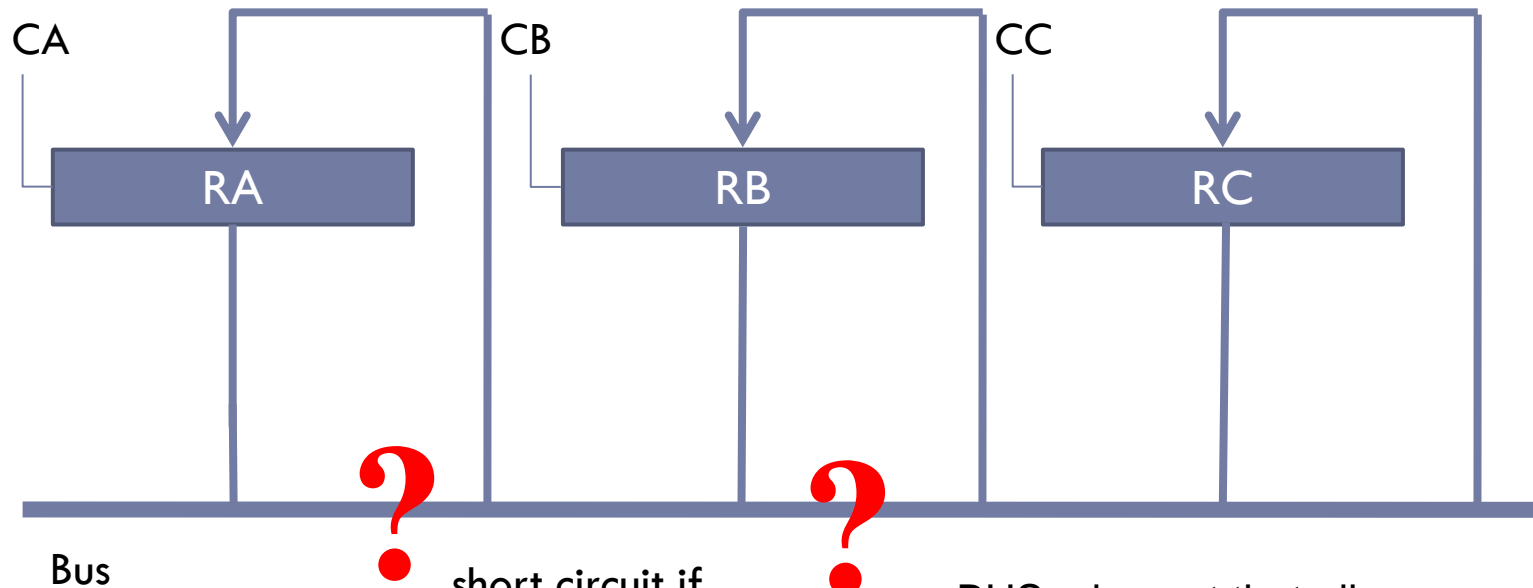 CA
CB
CC
RA
RB
RC
?
?
Bus
short circuit if